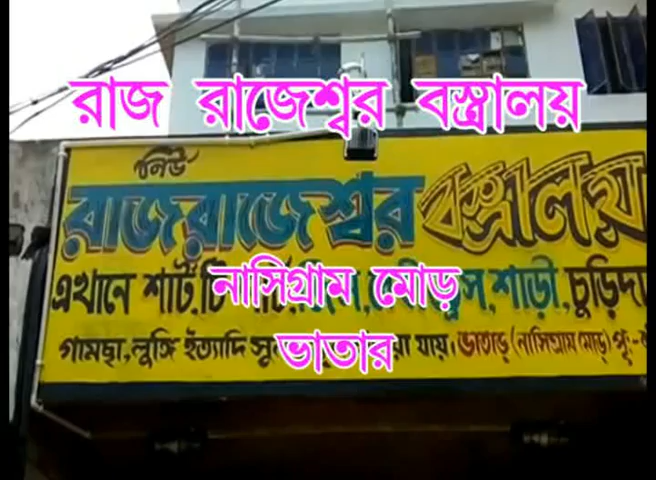 রাজ রাজেশ্বর বস্ত্রালয়
নিউ
রাজরাজেশ্বর বস্ত্রালয়
এখানে শার্ট, টি শাড়ী, চুড়িদা
নাসিগ্রাম মোড়
গামছা, লুঙ্গি ইত্যাদি যায়। ভাতাড় (নাসিগ্রাম মোড়) পূঃ-
ভাতার